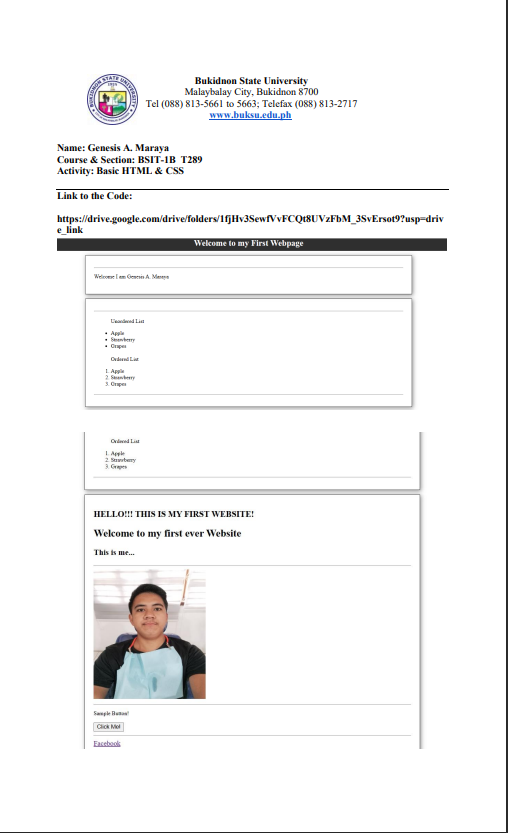 BUKIDNON STATE UNIVERSITY
Bukidnon State University
Malaybalay City, Bukidnon 8700
Tel (088) 813-5661 to 5663; Telefax (088) 813-2717
www.buksu.edu.ph
Name: Genesis A. Maraya
Course & Section: BSIT-1B T289
Activity: Basic HTML & CSS
Link to the Code:
https://drive.google.com/drive/folders/1fjHv3SewfVvFCQt8UVzFbM_3SvErsot9?usp=driv
e_link
Welcome to my First Webpage
Welcome I am Genesis A. Maraya
Unordered List
Apple
Strawberry
Grapes
Ordered List
1. Apple
2. Strawberry
3. Grapes
Ordered List
1. Apple
2. Strawberry
3. Grapes
HELLO!!! THIS IS MY FIRST WEBSITE!
Welcome to my first ever Website
This is me...
Sample Button!
Click Me!
Facebook